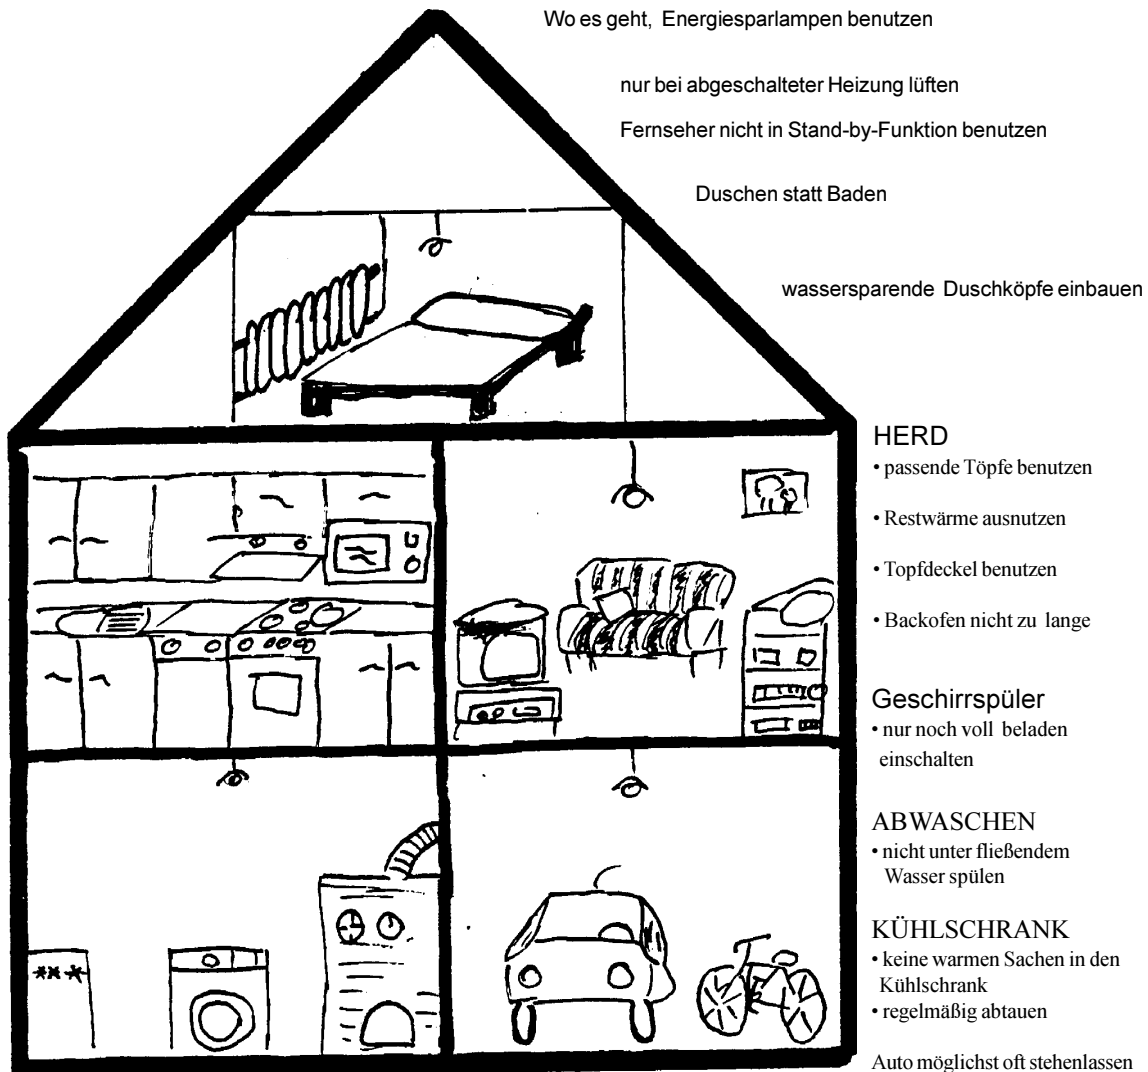 Wo es geht, Energiesparlampen benutzen
nur bei abgeschalteter Heizung lüften
Fernseher nicht in Stand-by-Funktion benutzen
Duschen statt Baden
wassersparende Duschköpfe einbauen
HERD
• passende Töpfe benutzen
• Restwärme ausnutzen
• Topfdeckel benutzen
• Backofen nicht zu lange
Geschirrspüler
• nur noch voll beladen
einschalten
ABWASCHEN
• nicht unter fließendem
Wasser spülen
KÜHLSCHRANK
• keine warmen Sachen in den
Kühlschrank
• regelmäßig abtauen
Auto möglichst oft stehenlassen